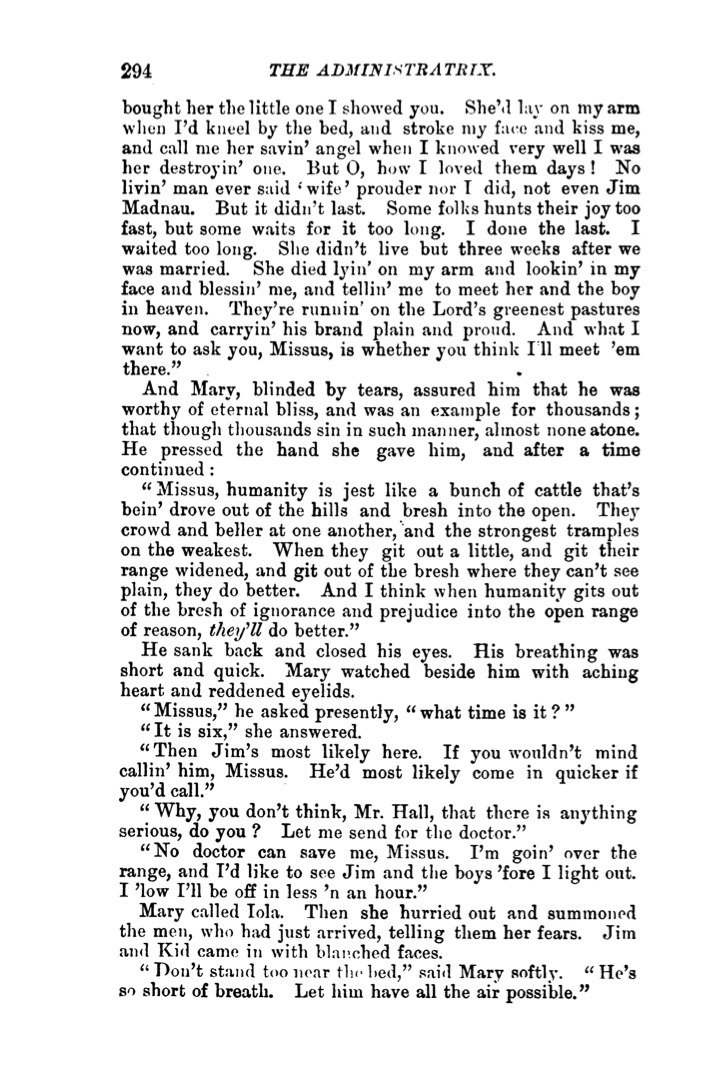 294 THE ADMINISTRATRIX.
bought her the little one I showed you. She'd lay on my arm
when I'd kneel by the bed, and stroke my face and kiss me,
and call me her savin' angel when I knowed very well I was
her destroyin' one. But O, how I loved them days! No
livin' man ever said 'wife' prouder nor I did, not even Jim
Madnau. But it didn't last. Some folks hunts their joy too
fast, but some waits for it too long. I done the last. I
waited too long. She didn't live but three weeks after we
was married. She died lyin' on my arm and lookin' in my
face and blessin' me, and tellin' me to meet her and the boy
in heaven. They're runnin' on the Lord's greenest pastures
now, and carryin' his brand plain and proud. And what I
want to ask you, Missus, is whether you think I'll meet 'em
there."
And Mary, blinded by tears, assured him that he was
worthy of eternal bliss, and was an example for thousands;
that though thousands sin in such manner, almost none atone.
He pressed the hand she gave him, and after a time
continued:
"Missus, humanity is jest like a bunch of cattle that's
bein' drove out of the hills and bresh into the open. They
crowd and beller at one another, and the strongest tramples
on the weakest. When they git out a little, and git their
range widened, and git out of the bresh where they can't see
plain, they do better. And I think when humanity gits out
of the bresh of ignorance and prejudice into the open range
of reason, they'll do better."
He sank back and closed his eyes. His breathing was
short and quick. Mary watched beside him with aching
heart and reddened eyelids.
"Missus," he asked presently, "what time is it?"
"It is six," she answered.
"Then Jim's most likely here. If you wouldn't mind
callin' him, Missus. He'd most likely come in quicker if
you'd call."
"Why, you don't think, Mr. Hall, that there is anything
serious, do you? Let me send for the doctor."
"No doctor can save me, Missus. I'm goin' over the
range, and I'd like to see Jim and the boys 'fore I light out.
I 'low I'll be off in less 'n an hour."
Mary called Iola. Then she hurried out and summoned
the men, who had just arrived, telling them her fears. Jim
and Kid came in with blanched faces.
"Don't stand too near the bed," said Mary softly. "He's
so short of breath. Let him have all the air possible."